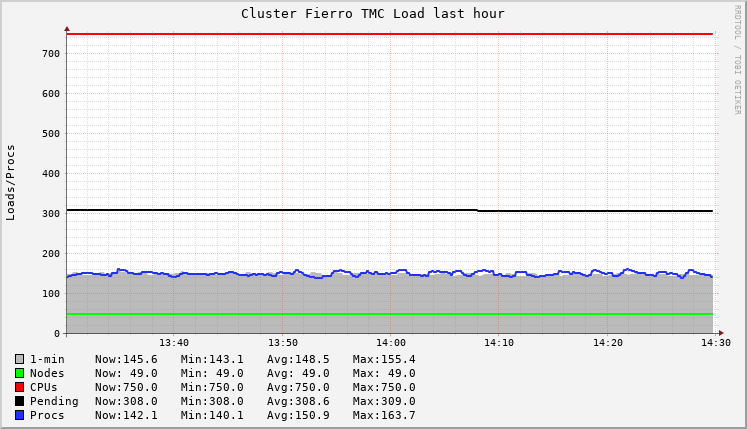 Cluster Fierro TMC Load last hour
RRDTOOL / TOBI OETIKER
Loads/Procs
700
600
500
400
300
200
100
0
13:40 13:50 14:00 14:10 14:20 14:30
1-min Now:145.6 Min:143.1 Avg:148.5 Max:155.4
Nodes Now: 49.0 Min: 49.0 Avg: 49.0 Max: 49.0
CPUs Now:750.0 Min:750.0 Avg:750.0 Max:750.0
Pending Now:308.0 Min:308.0 Avg:308.6 Max:309.0
Procs Now:142.1 Min:140.1 Avg:150.9 Max:163.7